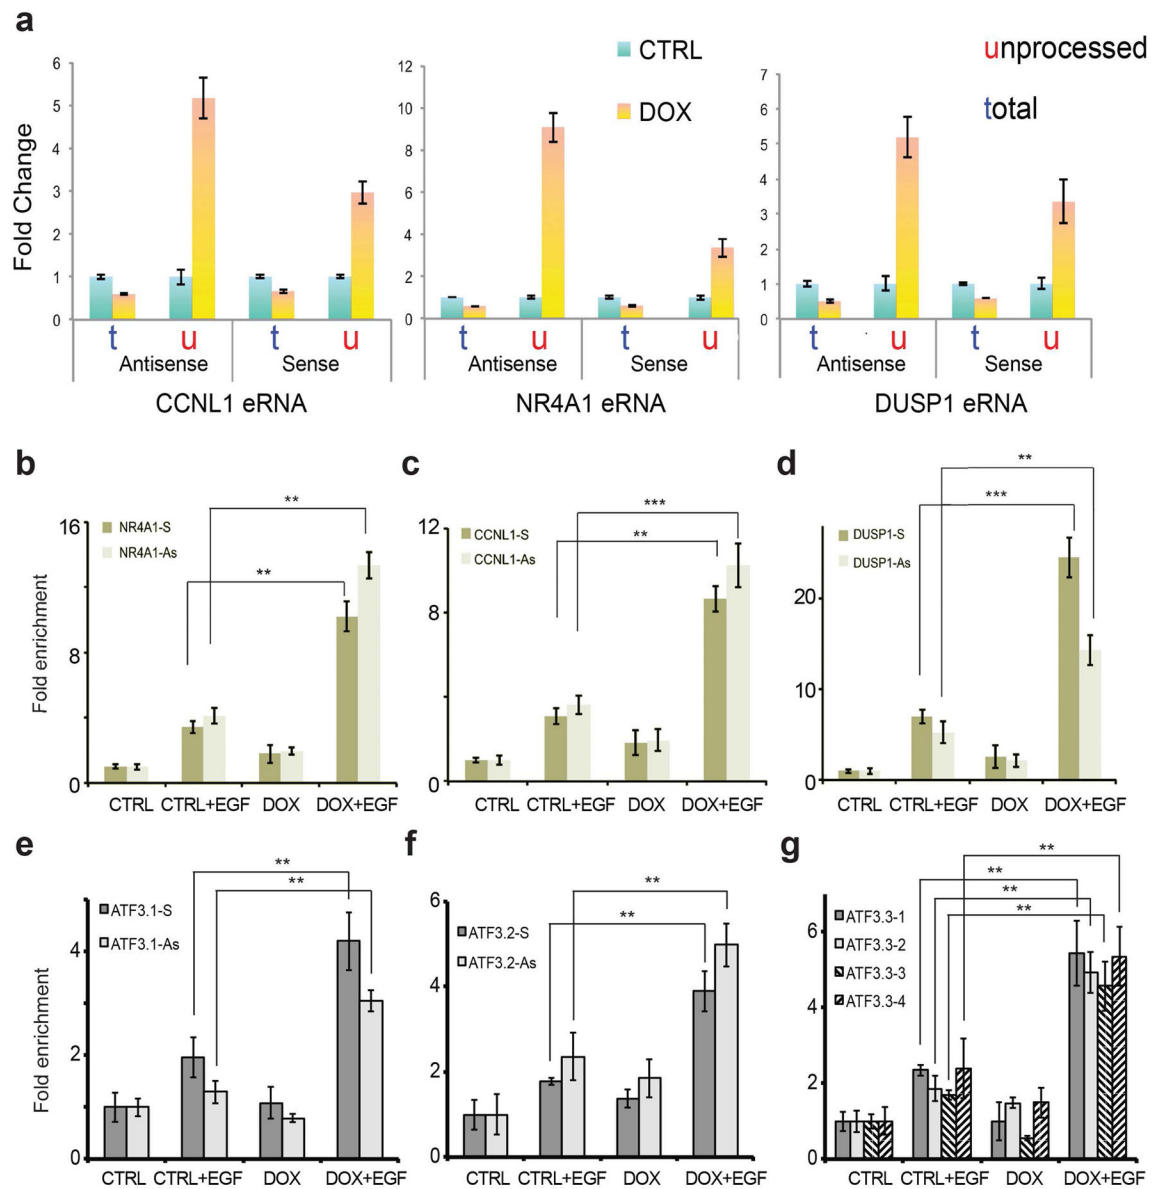 a
CTRL
DOX
unprocessed
total
Fold Change
6
5
4
3
2
1
0
t u t u
Antisense Sense
CCNL1 eRNA
12
10
8
6
4
2
0
t u t u
Antisense Sense
NR4A1 eRNA
7
6
5
4
3
2
1
0
t u t u
Antisense Sense
DUSP1 eRNA
b
Fold enrichment
16
8
0
NR4A1-S
NR4A1-As
**
**
CTRL CTRL+EGF DOX DOX+EGF
c
12
8
4
0
CCNL1-S
CCNL1-As
***
**
CTRL CTRL+EGF DOX DOX+EGF
d
20
10
0
DUSP1-S
DUSP1-As
**
***
CTRL CTRL+EGF DOX DOX+EGF
e
Fold enrichment
4
2
0
ATF3.1-S
ATF3.1-As
**
**
CTRL CTRL+EGF DOX DOX+EGF
f
6
4
2
0
ATF3.2-S
ATF3.2-As
**
**
CTRL CTRL+EGF DOX DOX+EGF
g
6
4
2
0
ATF3.3-1
ATF3.3-2
ATF3.3-3
ATF3.3-4
**
**
**
**
CTRL CTRL+EGF DOX DOX+EGF